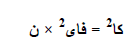 كا2 = فاى2 × ن